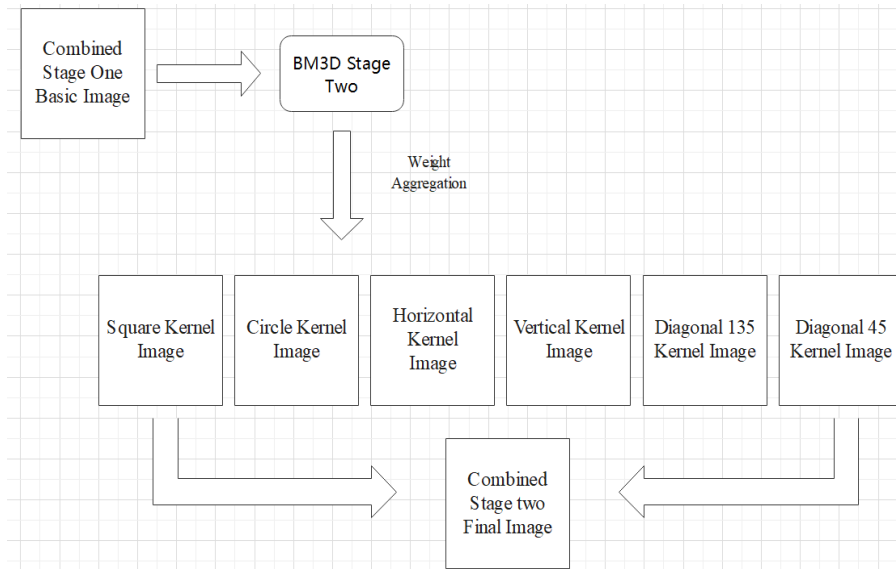 Combined
Stage One
Basic Image
BM3D Stage
Two
Weight
Aggregation
Square Kernel
Image
Circle Kernel
Image
Horizontal
Kernel
Image
Vertical Kernel
Image
Diagonal 135
Kernel Image
Diagonal 45
Kernel Image
Combined
Stage two
Final Image